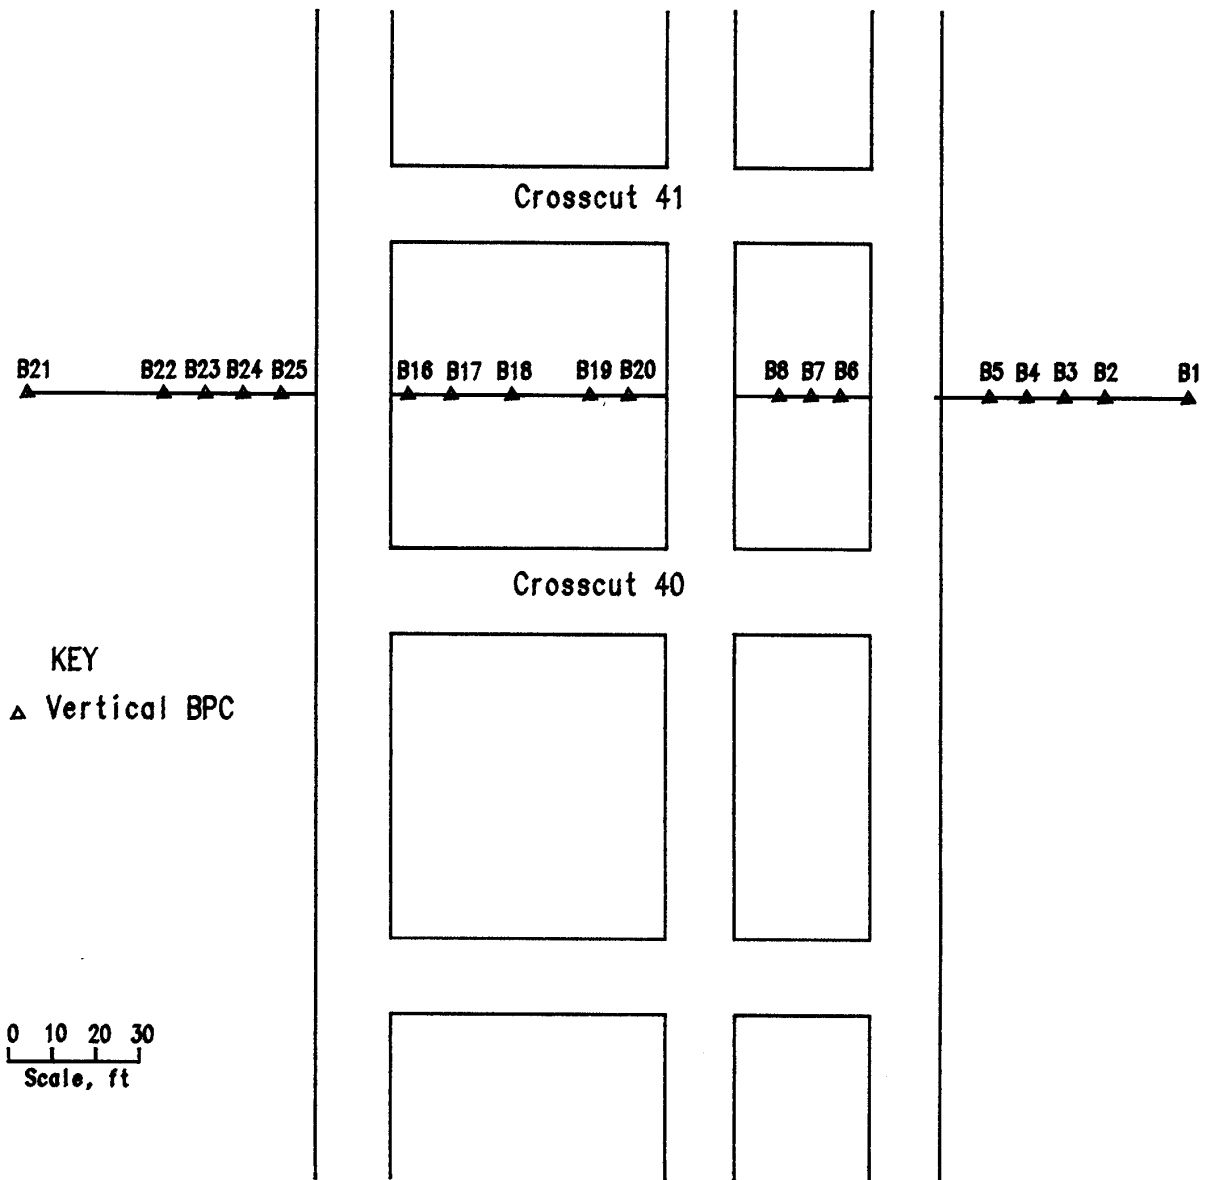 Crosscut 41
B21 B22 B23 B24 B25 B16 B17 B18 B19 B20 B8 B7 B6 B5 B4 B3 B2 B1
Crosscut 40
KEY
Vertical BPC
0 10 20 30
Scale, ft